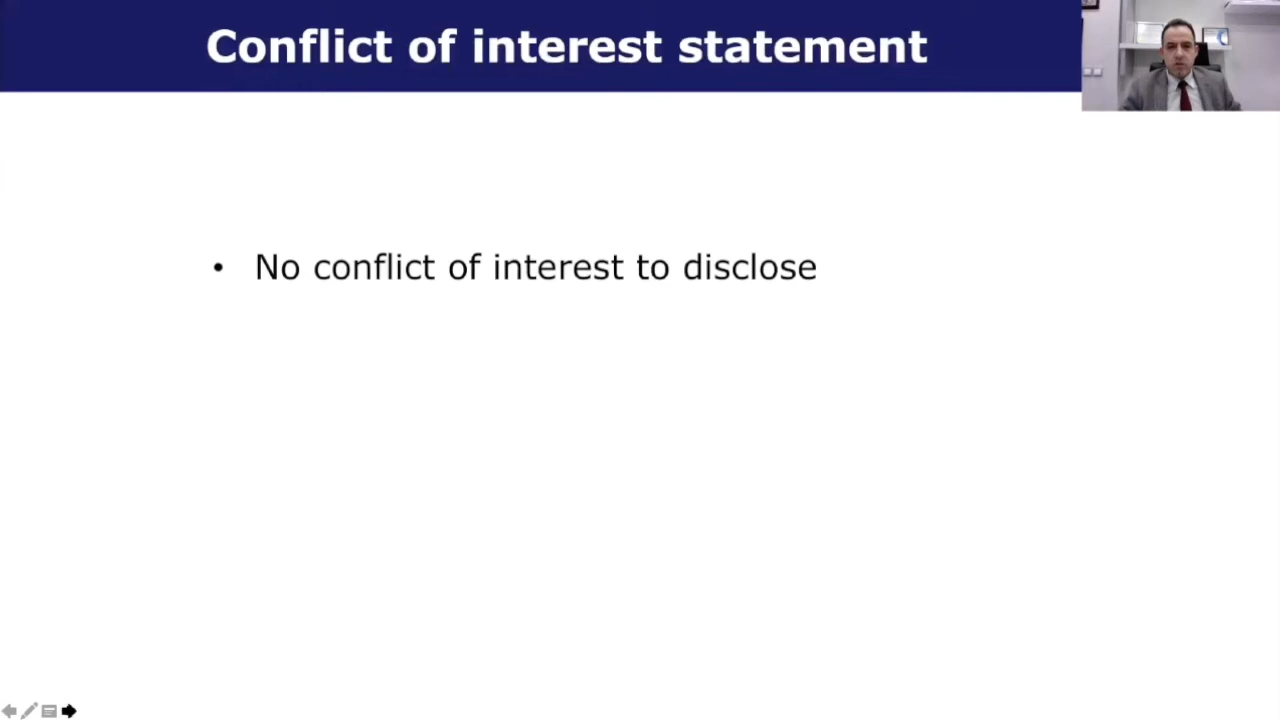 Conflict of interest statement
• No conflict of interest to disclose